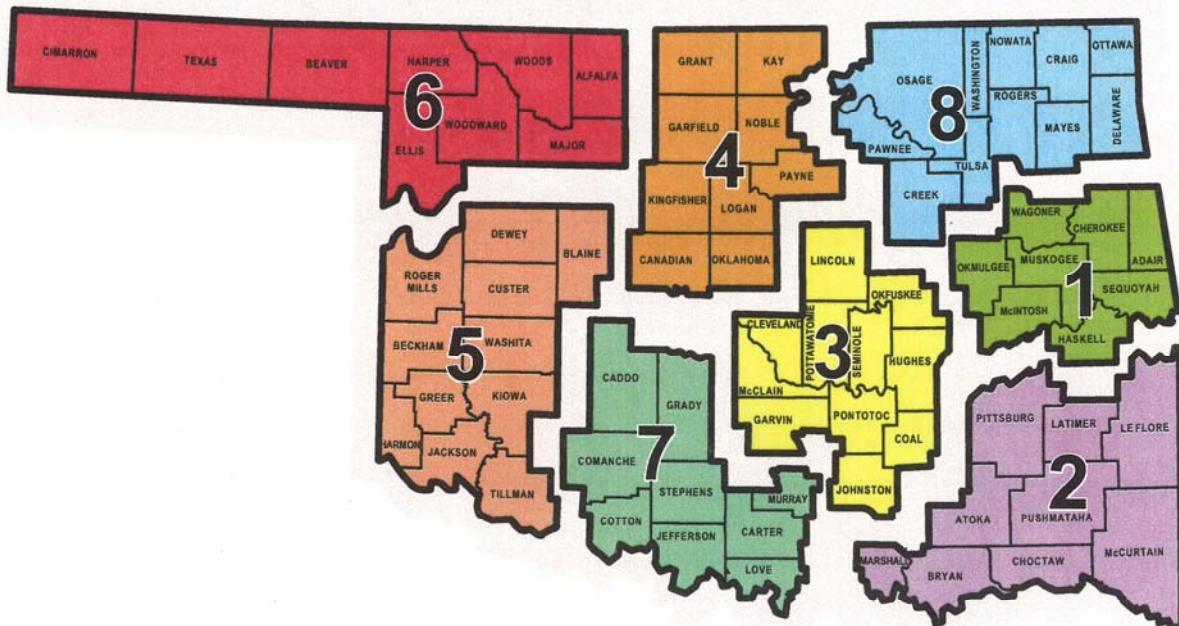 CIMARRON
TEXAS
BEAVER
HARPER
WOODS
ALFALFA
6
WOODWARD
ELLIS
MAJOR
GRANT
KAY
GARFIELD
NOBLE
4
PAYNE
KINGFISHER
LOGAN
CANADIAN
OKLAHOMA
OSAGE
WASHINGTON
NOWATA
CRAIG
OTTAWA
ROGERS
8
MAYES
DELAWARE
PAWNEE
TULSA
CREEK
WAGONER
CHEROKEE
OKMULGEE
MUSKOGEE
ADAIR
1
SEQUOYAH
McINTOSH
HASKELL
DEWEY
BLAINE
ROGER
MILLS
CUSTER
BECKHAM
5
WASHITA
GREER
KIOWA
HARMON
JACKSON
TILLMAN
LINCOLN
OKFUSKEE
CLEVELAND
POTTAWATOMIE
3
SEMINOLE
HUGHES
McCLAIN
GARVIN
PONTOTOC
COAL
JOHNSTON
CADDO
GRADY
7
COMANCHE
STEPHENS
MURRAY
COTTON
JEFFERSON
CARTER
LOVE
PITTSBURG
LATIMER
LE FLORE
2
ATOKA
PUSHMATAHA
McCURTAIN
MARSHALL
BRYAN
CHOCTAW